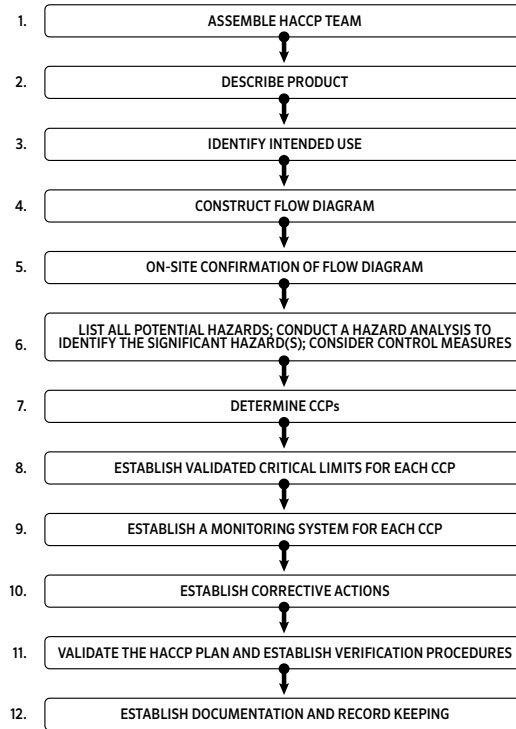 1. ASSEMBLE HACCP TEAM
2. DESCRIBE PRODUCT
3. IDENTIFY INTENDED USE
4. CONSTRUCT FLOW DIAGRAM
5. ON-SITE CONFIRMATION OF FLOW DIAGRAM
LIST ALL POTENTIAL HAZARDS; CONDUCT A HAZARD ANALYSIS TO
6. IDENTIFY THE SIGNIFICANT HAZARD(S); CONSIDER CONTROL MEASURES
7. DETERMINE CCPs
8. ESTABLISH VALIDATED CRITICAL LIMITS FOR EACH CCP
9. ESTABLISH A MONITORING SYSTEM FOR EACH CCP
10. ESTABLISH CORRECTIVE ACTIONS
11. VALIDATE THE HACCP PLAN AND ESTABLISH VERIFICATION PROCEDURES
12. ESTABLISH DOCUMENTATION AND RECORD KEEPING